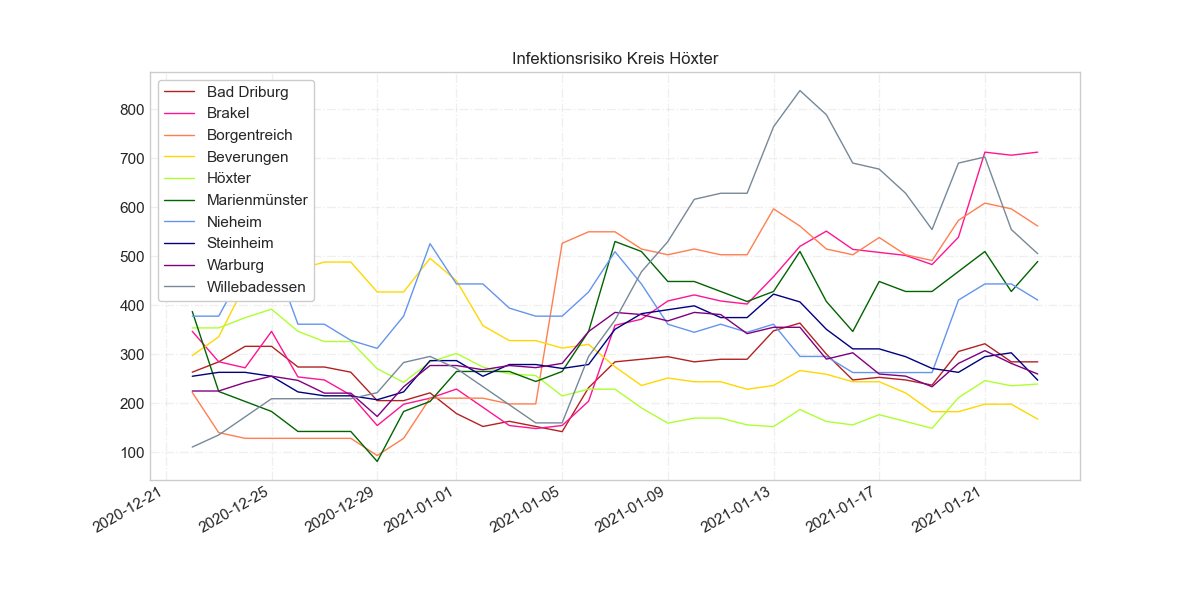 Infektionsrisiko Kreis Höxter
Bad Driburg
Brakel
Borgentreich
Beverungen
Höxter
Marienmünster
Nieheim
Steinheim
Warburg
Willebadessen
800
700
600
500
400
300
200
100
2020-12-21
2020-12-25
2020-12-29
2021-01-01
2021-01-05
2021-01-09
2021-01-13
2021-01-17
2021-01-21